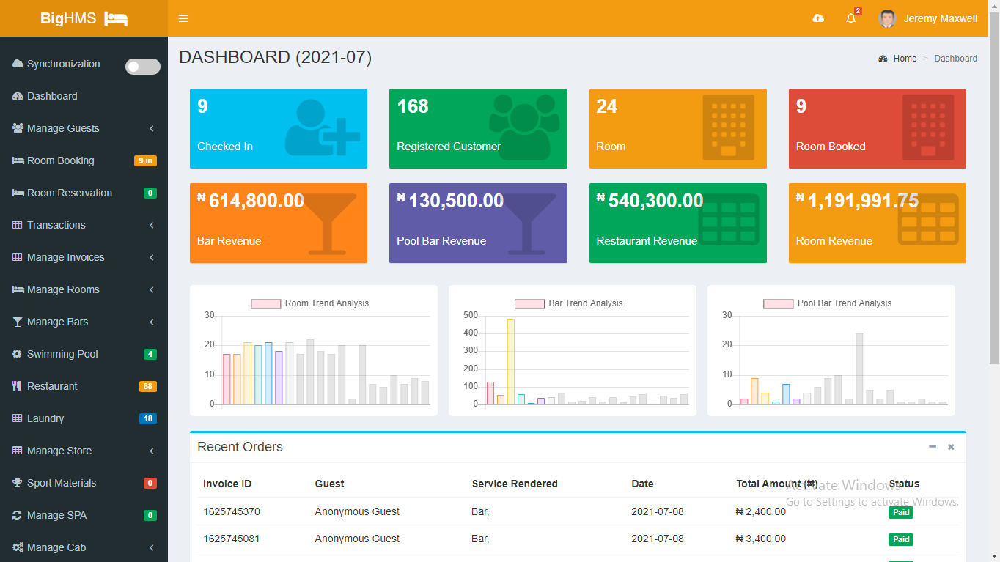 BigHMS
2
Jeremy Maxwell
Synchronization
Dashboard
Manage Guests
Room Booking 9 in
Room Reservation 0
Transactions
Manage Invoices
Manage Rooms
Manage Bars
Swimming Pool 4
Restaurant 88
Laundry 18
Manage Store
Sport Materials 0
Manage SPA 0
Manage Cab
DASHBOARD (2021-07)
Home > Dashboard
9
Checked In
168
Registered Customer
24
Room
9
Room Booked
₦ 614,800.00
Bar Revenue
₦ 130,500.00
Pool Bar Revenue
₦ 540,300.00
Restaurant Revenue
₦ 1,191,991.75
Room Revenue
Room Trend Analysis
30
20
10
0
Bar Trend Analysis
500
400
300
200
100
0
Pool Bar Trend Analysis
30
20
10
0
Recent Orders
Invoice ID Guest Service Rendered Date Total Amount (₦) Status
1625745370 Anonymous Guest Bar, 2021-07-08 ₦ 2,400.00 Paid
1625745081 Anonymous Guest Bar, 2021-07-08 ₦ 3,400.00 Paid
Activate Windows
Go to Settings to activate Windows.